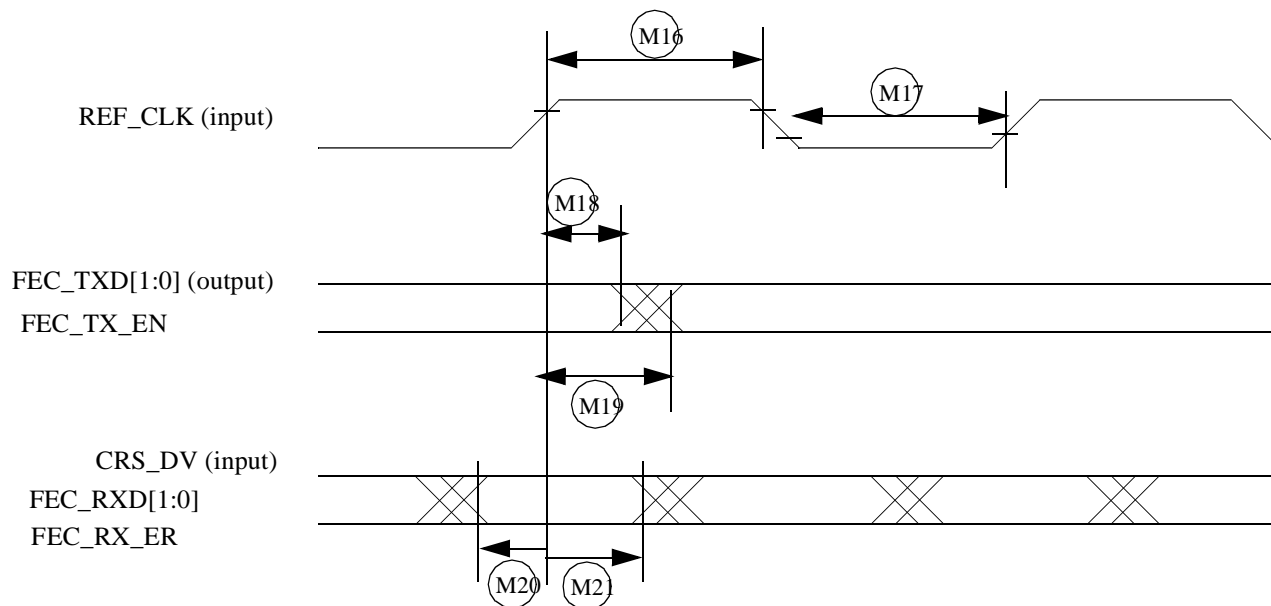 M16
M17
REF_CLK (input)
M18
FEC_TXD[1:0] (output)
FEC_TX_EN
M19
CRS_DV (input)
FEC_RXD[1:0]
FEC_RX_ER
M20
M21